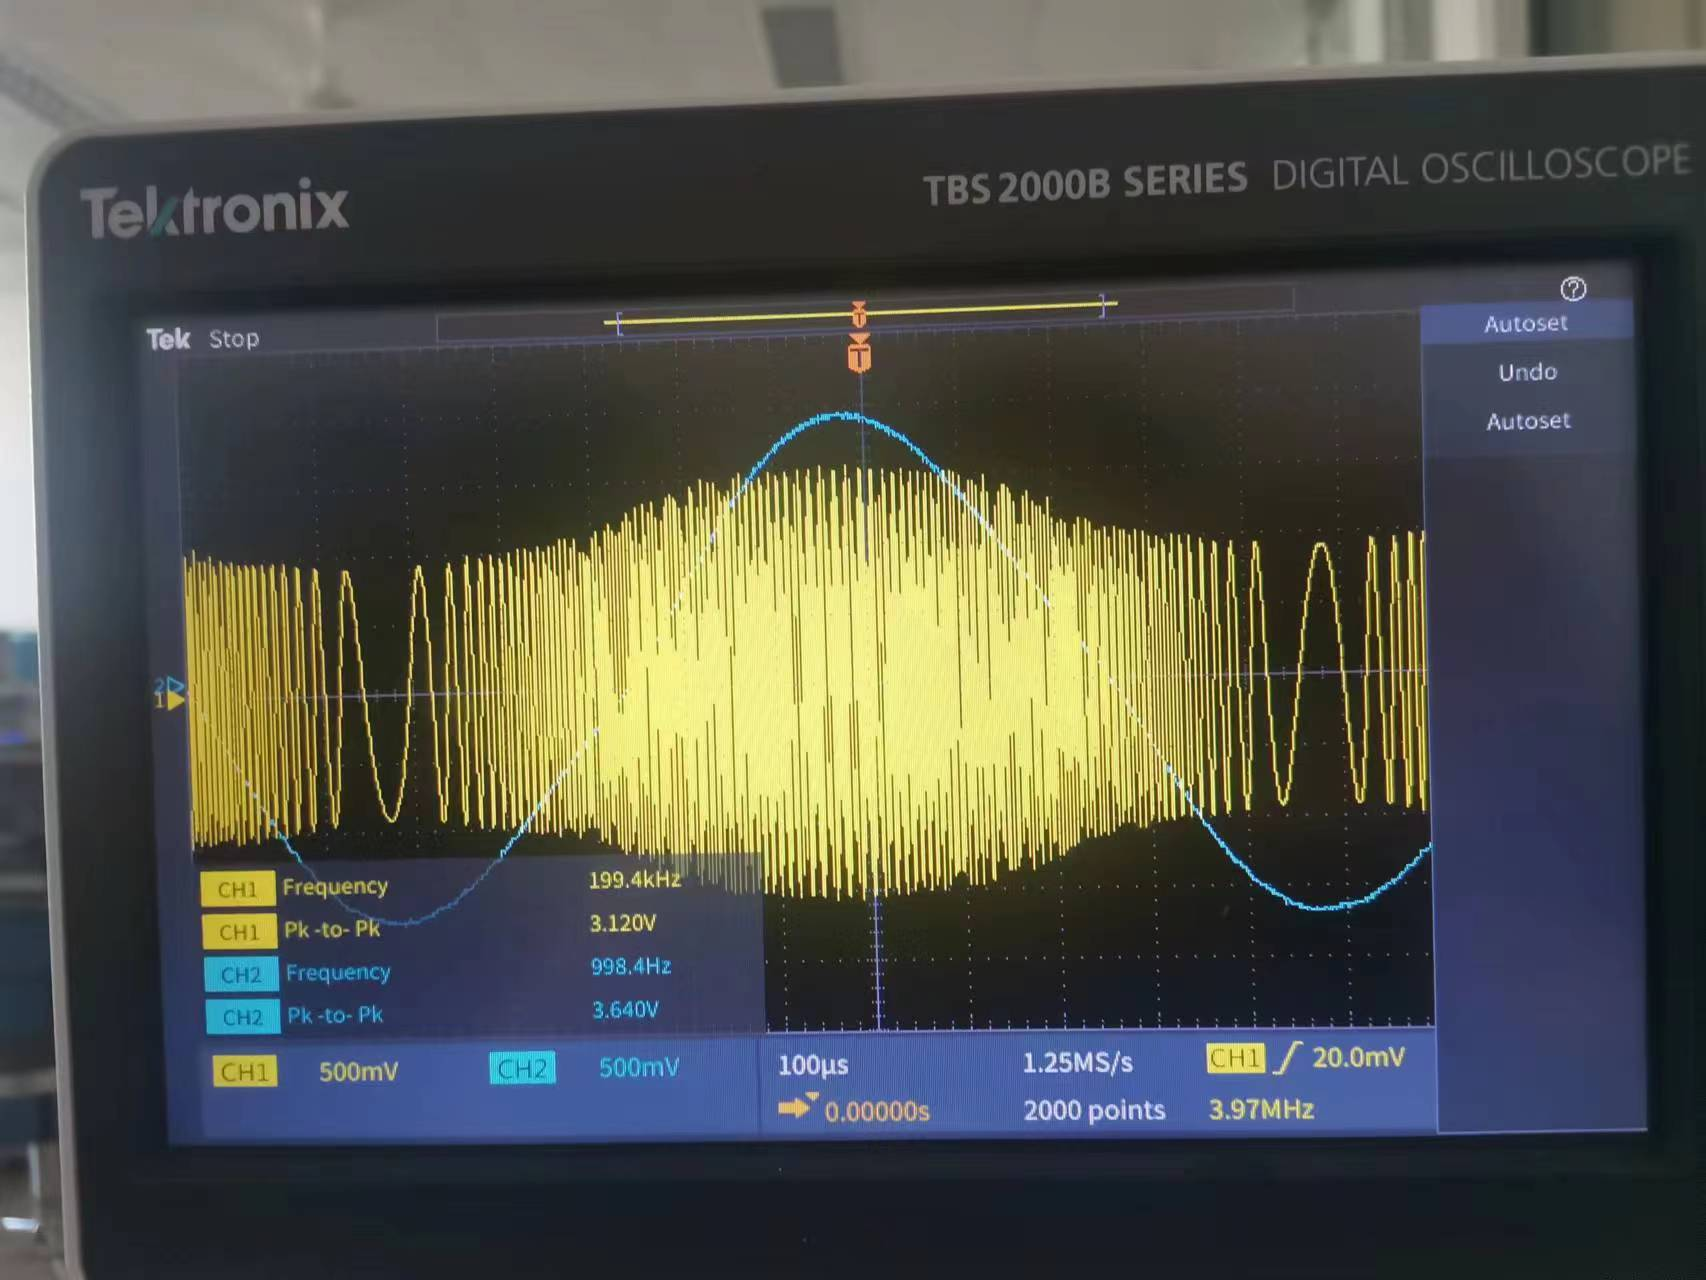 Tektronix
TBS 2000B SERIES DIGITAL OSCILLOSCOPE
Tek Stop
T
T
?
Autoset
Undo
Autoset
2
1
CH1 Frequency 199.4kHz
CH1 Pk-to-Pk 3.120V
CH2 Frequency 998.4Hz
CH2 Pk-to-Pk 3.640V
CH1 500mV CH2 500mV 100µs 1.25MS/s CH1 20.0mV
0.00000s 2000 points 3.97MHz